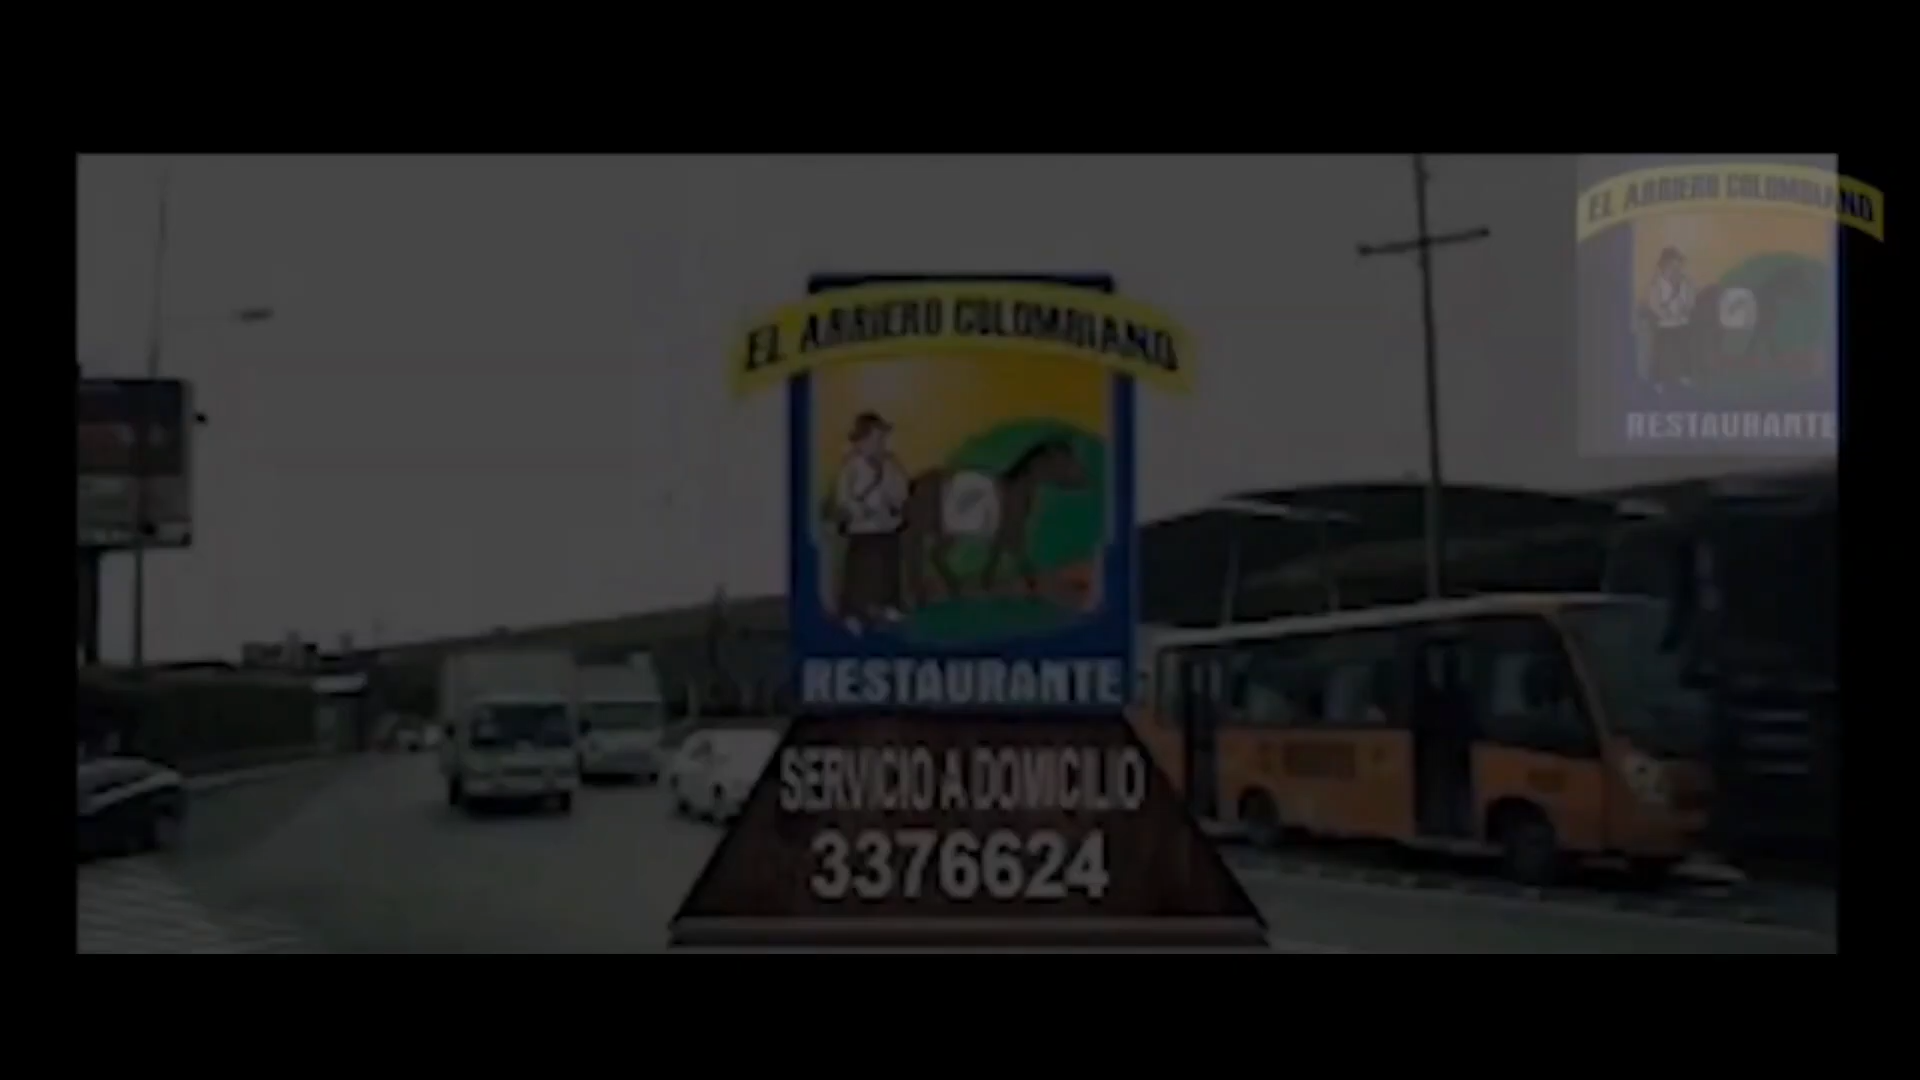 EL ARRIERO COLOMBIANO
RESTAURANTE
SERVICIO A DOMICILIO
3376624
EL ARRIERO COLOMBIANO
RESTAURANTE